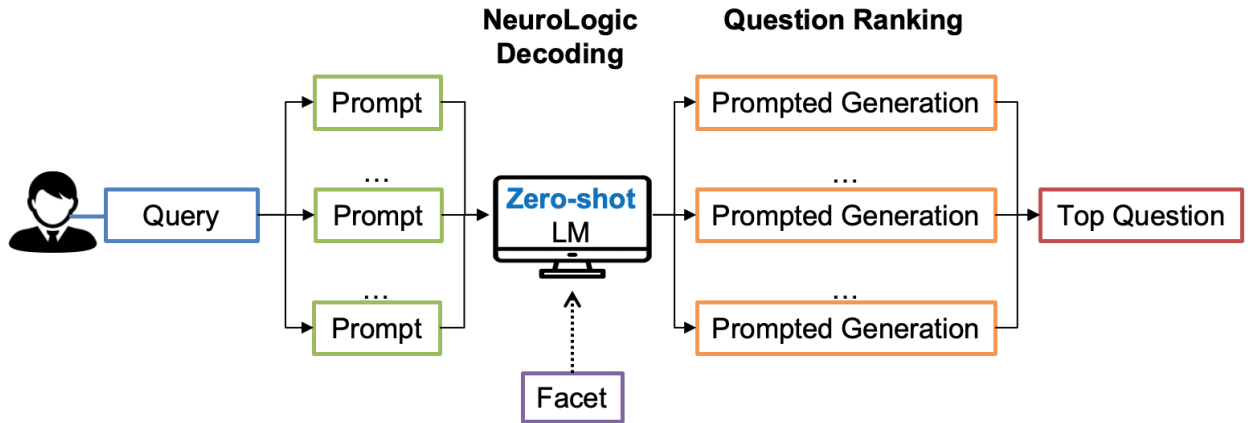 NeuroLogic
Decoding
Question Ranking
Prompt
Prompted Generation
...
...
Query
Prompt
Zero-shot
LM
Prompted Generation
Top Question
...
...
Prompt
Prompted Generation
Facet